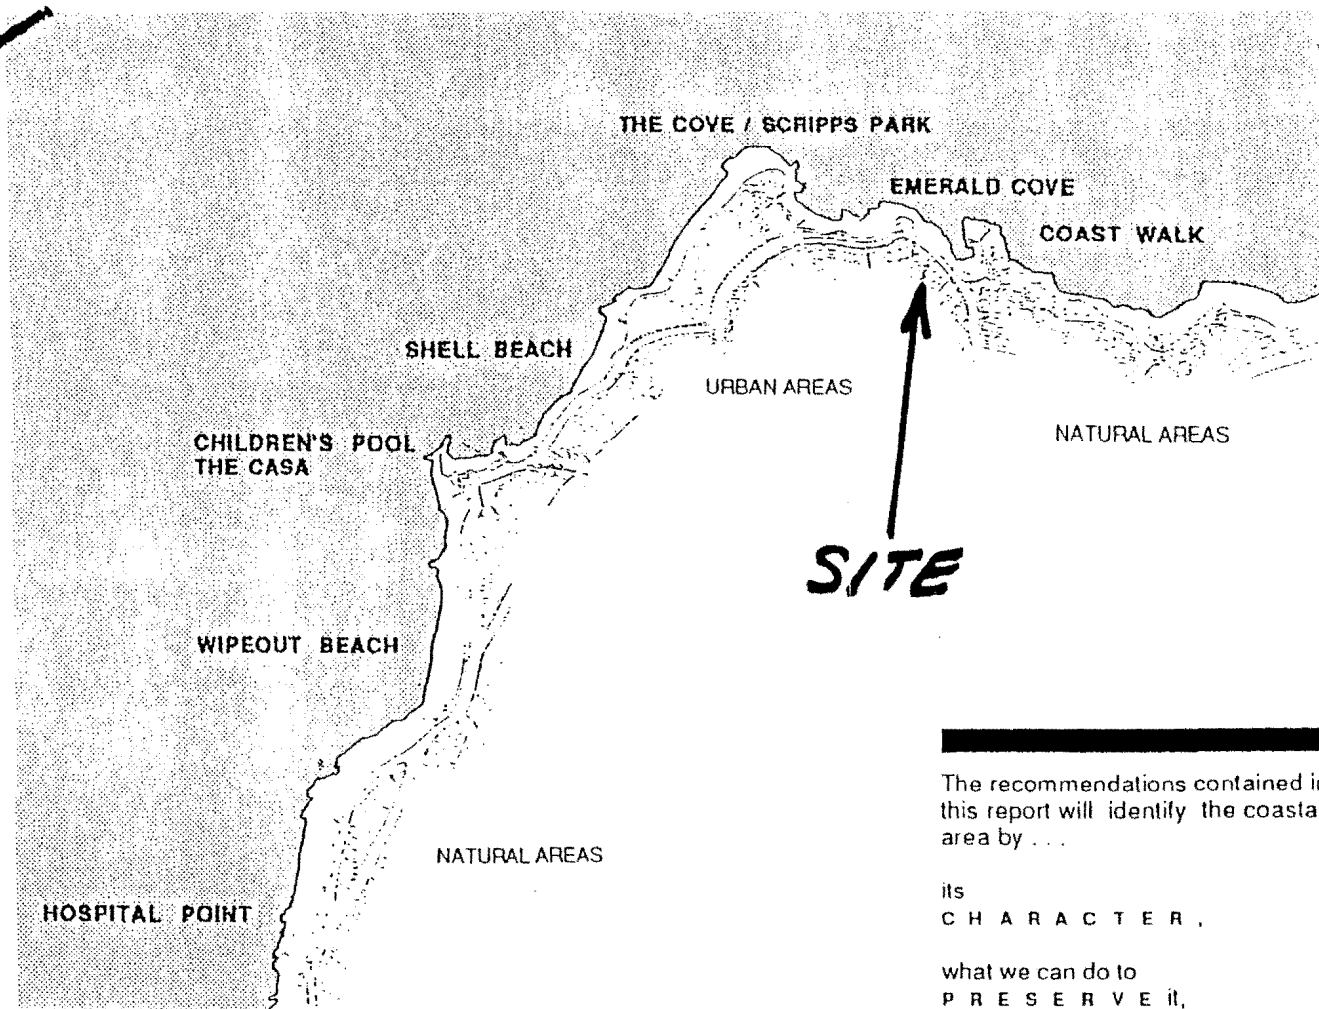 THE COVE / SCRIPPS PARK
EMERALD COVE
COAST WALK
SHELL BEACH
URBAN AREAS
CHILDREN'S POOL
THE CASA
NATURAL AREAS
SITE
WIPEOUT BEACH
The recommendations contained in
this report will identify the coasta
area by . . .
NATURAL AREAS
its
HOSPITAL POINT
C H A R A C T E R ,
what we can do to
P R E S E R V E it,